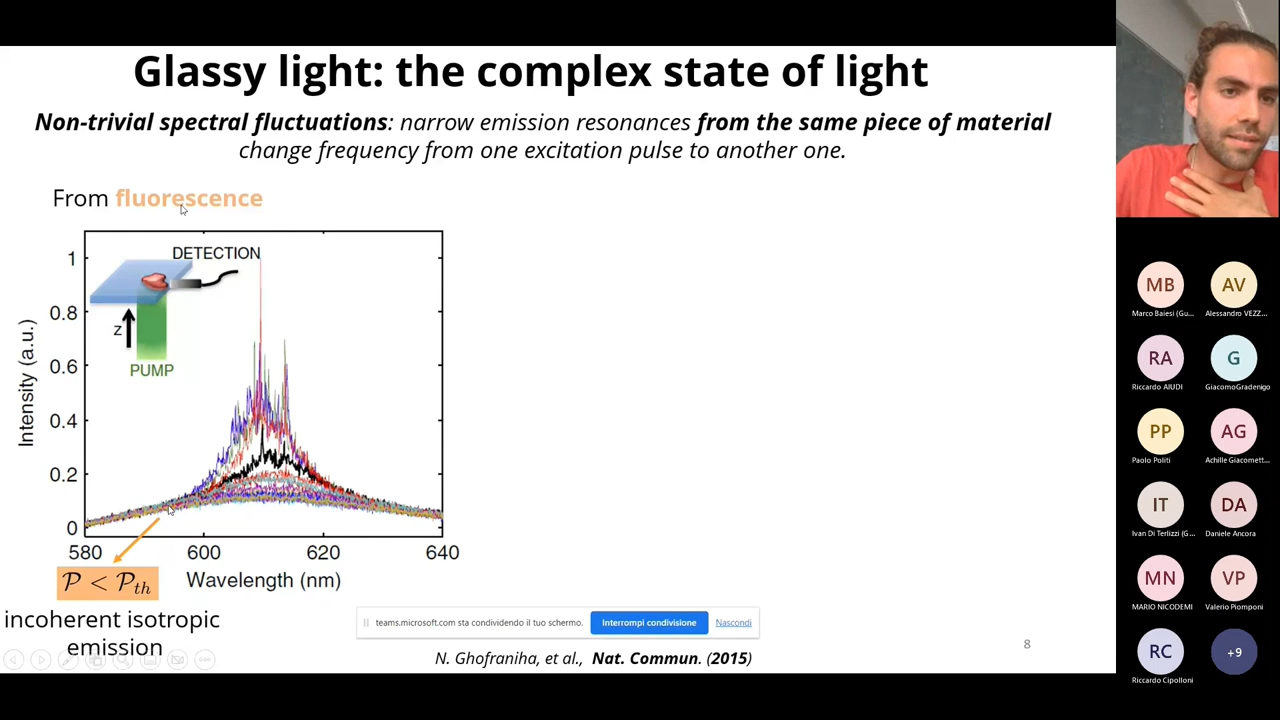 Glassy light: the complex state of light
Non-trivial spectral fluctuations: narrow emission resonances from the same piece of material
change frequency from one excitation pulse to another one.
From fluorescence
DETECTION
z
PUMP
1
0.8
0.6
0.4
0.2
0
Intensity (a.u.)
580 600 620 640
Wavelength (nm)
P < Pth
incoherent isotropic
emission
teams.microsoft.com sta condividendo il tuo schermo. Interrompi condivisione Nascondi
N. Ghofraniha, et al., Nat. Commun. (2015)
8
MB AV
Marco Baiesi (Gu... Alessandro VEZZ...
RA G
Riccardo AIUDI GiacomoGradenigo
PP AG
Paolo Politi Achille Giacomett...
IT DA
Ivan Di Terlizzi (G... Daniele Ancora
MN VP
MARIO NICODEMI Valerio Piomponi
RC +9
Riccardo Cipolloni